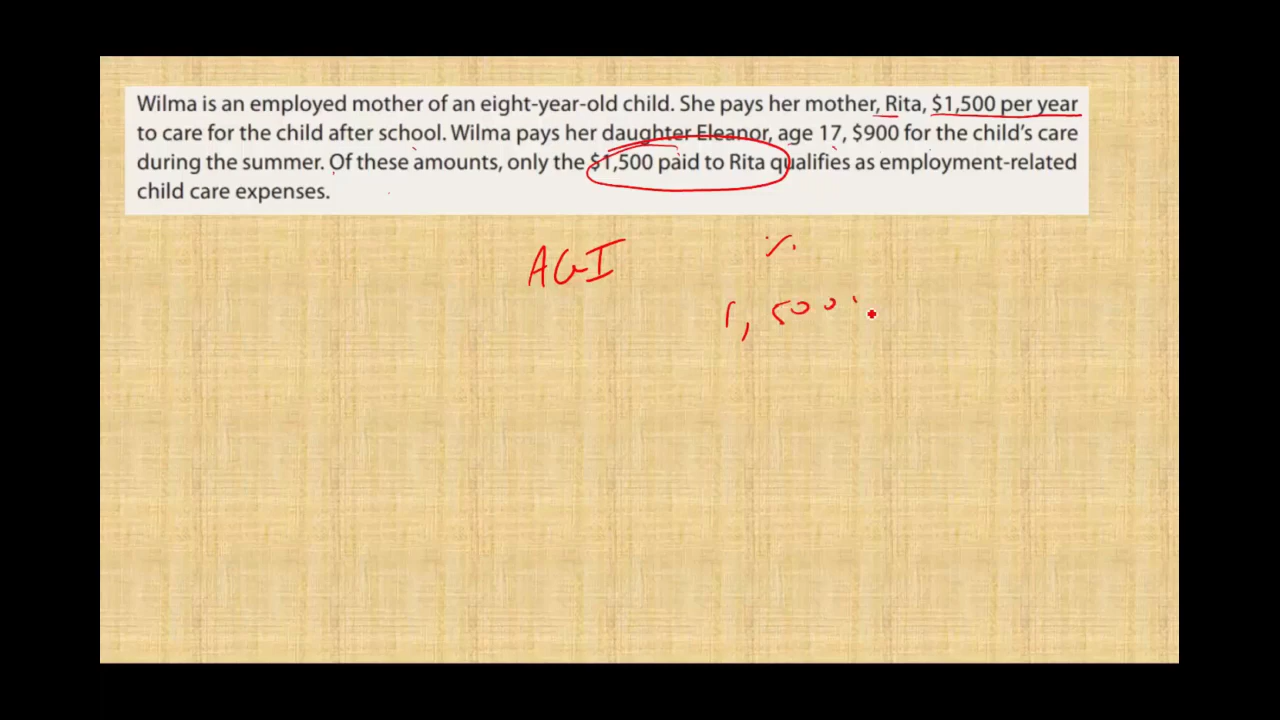 Wilma is an employed mother of an eight-year-old child. She pays her mother, Rita, $1,500 per year
to care for the child after school. Wilma pays her daughter Eleanor, age 17, $900 for the child's care
during the summer. Of these amounts, only the $1,500 paid to Rita qualifies as employment-related
child care expenses.
AGI %
1,500